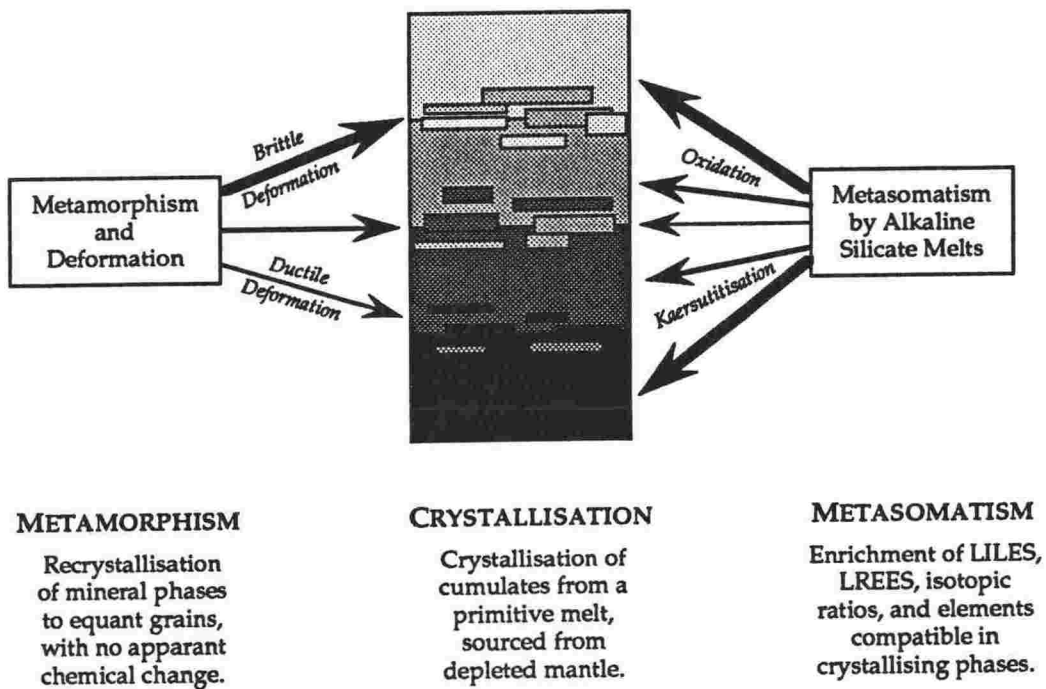 Metamorphism
and
Deformation
Brittle
Deformation
Ductile
Deformation
Oxidation
Kaersutitisation
Metasomatism
by Alkaline
Silicate Melts
METAMORPHISM
Recrystallisation
of mineral phases
to equant grains,
with no apparant
chemical change.
CRYSTALLISATION
Crystallisation of
cumulates from a
primitive melt,
sourced from
depleted mantle.
METASOMATISM
Enrichment of LILES,
LREES, isotopic
ratios, and elements
compatible in
crystallising phases.